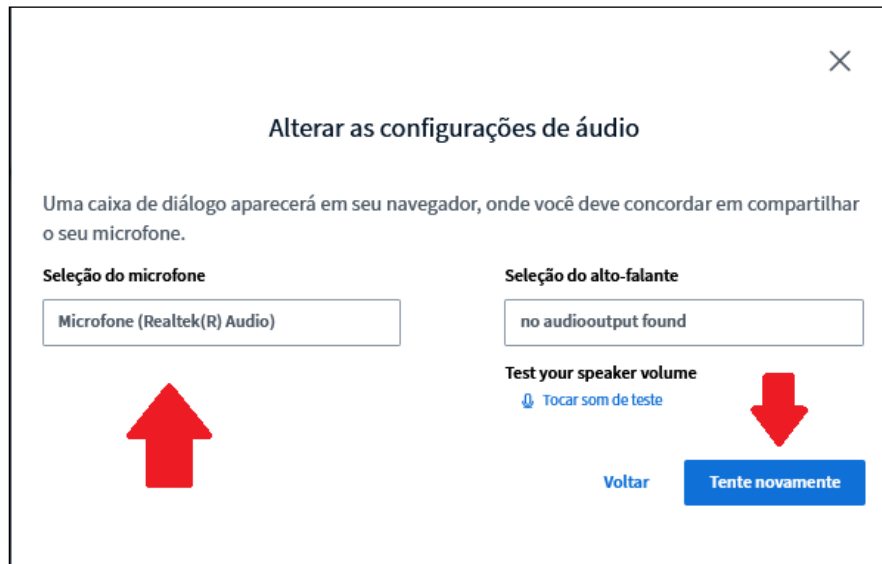 Alterar as configurações de áudio
Uma caixa de diálogo aparecerá em seu navegador, onde você deve concordar em compartilhar
o seu microfone.
Seleção do microfone
Microfone (Realtek(R) Audio)
Seleção do alto-falante
no audiooutput found
Test your speaker volume
Tocar som de teste
Voltar
Tente novamente